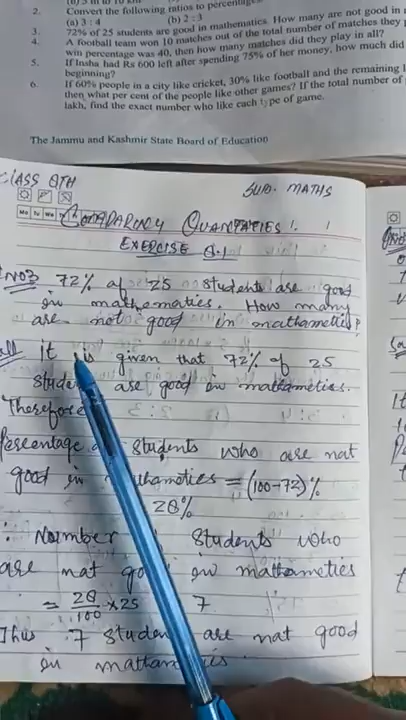 2. Convert the following ratios to percentages
(a) 3 : 4 (b) 2 : 3
3. 72% of 25 students are good in mathematics. How many are not good in
4. A football team won 10 matches out of the total number of matches they
win percentage was 40, then how many matches did they play in all?
5. If Insha had Rs 600 left after spending 75% of her money, how much did
beginning?
6. If 60% people in a city like cricket, 30% like football and the remaining
then what per cent of the people like other games? If the total number of
lakh, find the exact number who like each type of game.
The Jammu and Kashmir State Board of Education
CLASS 8TH SUB. MATHS
Mo Tu We
COMPARING QUANTITIES
EXERCISE 8.1
No3 72% of 25 students are good
in mathematics. How many
are not good in mathematics?
it is given that 72% of 25
are good in mathematics.
Therefore
Percentage students who are not
good in = (100-72)%
28%
Number students who
are not in mathematics
= 28/100 × 25 7
Thus 7 are not good
in